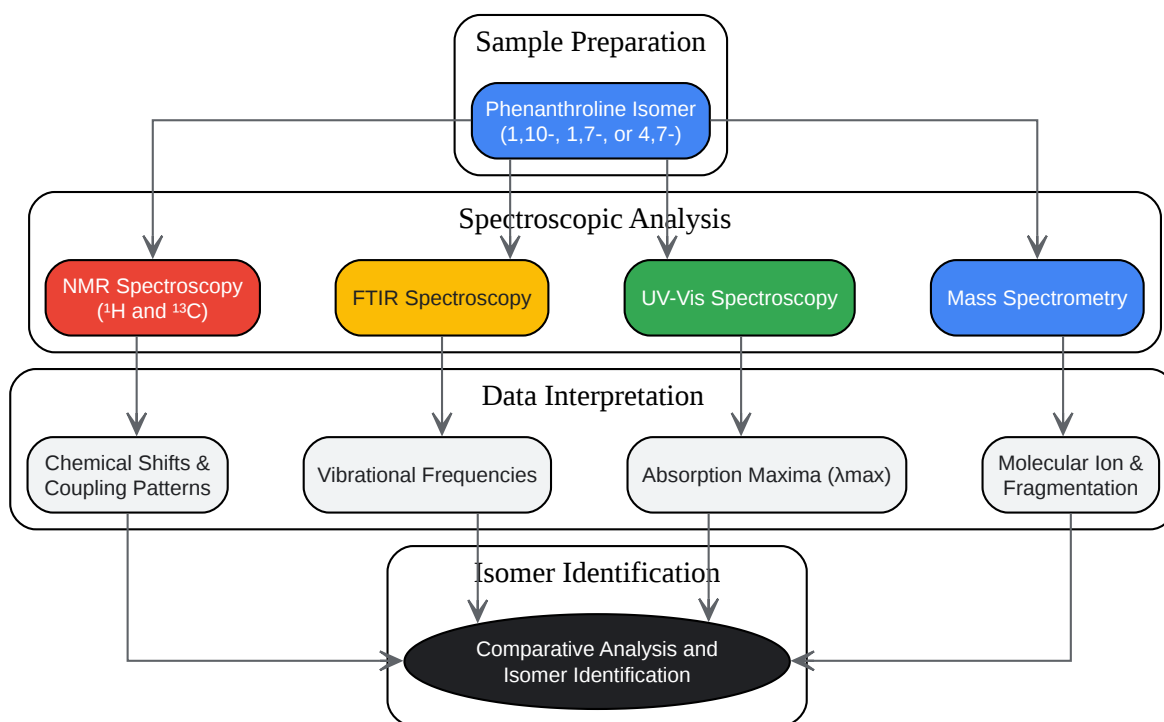 Sample Preparation
Phenanthroline Isomer
(1,10-, 1,7-, or 4,7-)
Spectroscopic Analysis
NMR Spectroscopy
(¹H and ¹³C)
FTIR Spectroscopy
UV-Vis Spectroscopy
Mass Spectrometry
Data Interpretation
Chemical Shifts &
Coupling Patterns
Vibrational Frequencies
Absorption Maxima (λmax)
Molecular Ion &
Fragmentation
Isomer Identification
Comparative Analysis and
Isomer Identification